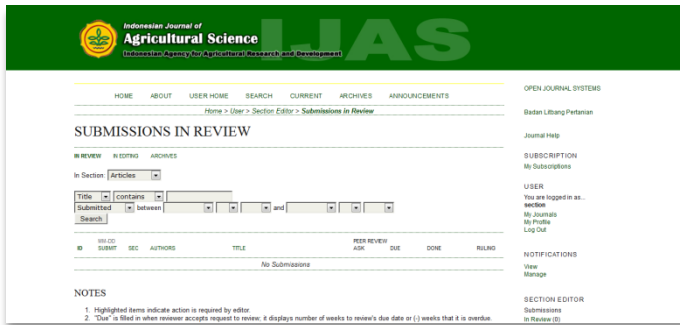 Indonesian Journal of
Agricultural Science
Indonesian Agency for Agricultural Research and Development
IJAS
HOME ABOUT USER HOME SEARCH CURRENT ARCHIVES ANNOUNCEMENTS
Home > User > Section Editor > Submissions in Review
SUBMISSIONS IN REVIEW
IN REVIEW IN EDITING ARCHIVES
In Section: Articles
Title contains
Submitted between and
Search
MM-DD PEER REVIEW
ID SUBMIT SEC AUTHORS TITLE ASK DUE DONE RULING
No Submissions
NOTES
1. Highlighted items indicate action is required by editor.
2. "Due" is filled in when reviewer accepts request to review; it displays number of weeks to review's due date or (-) weeks that it is overdue.
OPEN JOURNAL SYSTEMS
Badan Litbang Pertanian
Journal Help
SUBSCRIPTION
My Subscriptions
USER
You are logged in as...
section
My Journals
My Profile
Log Out
NOTIFICATIONS
View
Manage
SECTION EDITOR
Submissions
In Review (0)